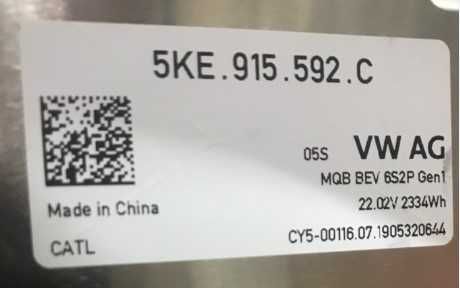 5KE.915.592.C
05S VW AG
MQB BEV 6S2P Gen1
Made in China 22.02V 2334Wh
CATL CY5-00116.07.1905320644